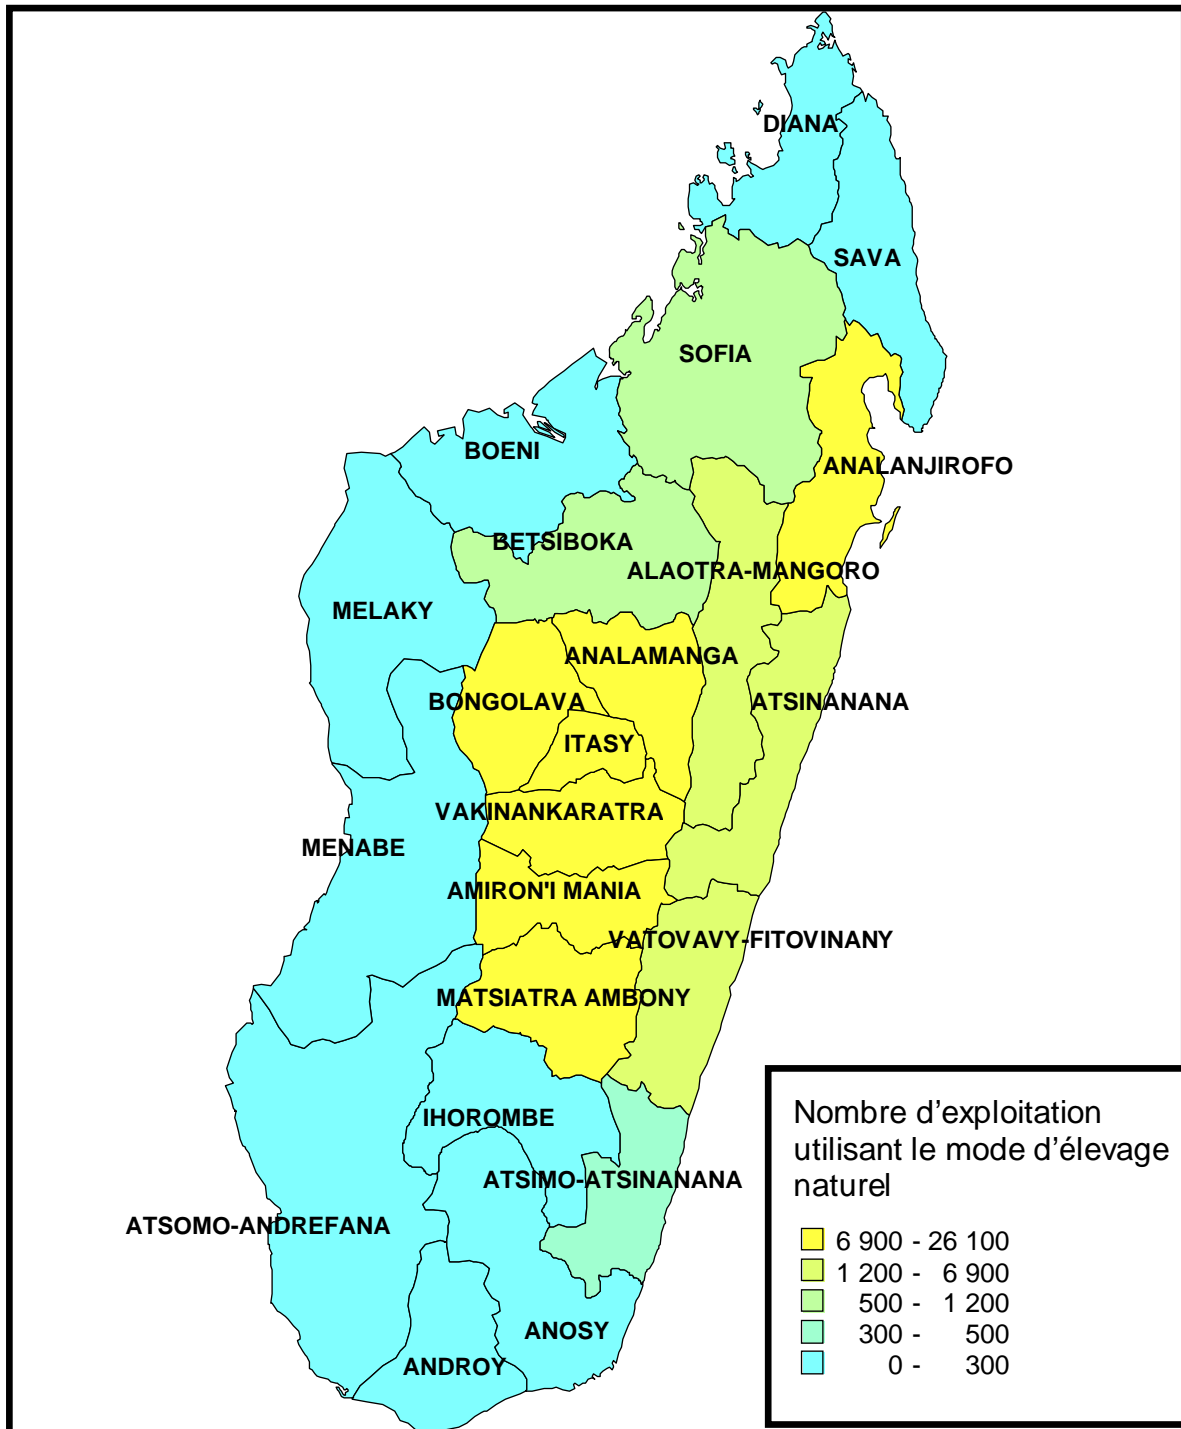 DIANA
SAVA
SOFIA
BOENI
ANALANJIROFO
BETSIBOKA
ALAOTRA-MANGORO
MELAKY
ANALAMANGA
BONGOLAVA
ATSINANANA
ITASY
VAKINANKARATRA
MENABE
AMIRON'I MANIA
VATOVAVY-FITOVINANY
MATSIATRA AMBONY
IHOROMBE
ATSIMO-ATSINANANA
ATSOMO-ANDREFANA
ANOSY
ANDROY
Nombre d’exploitation
utilisant le mode d’élevage
naturel
6 900 - 26 100
1 200 - 6 900
500 - 1 200
300 - 500
0 - 300